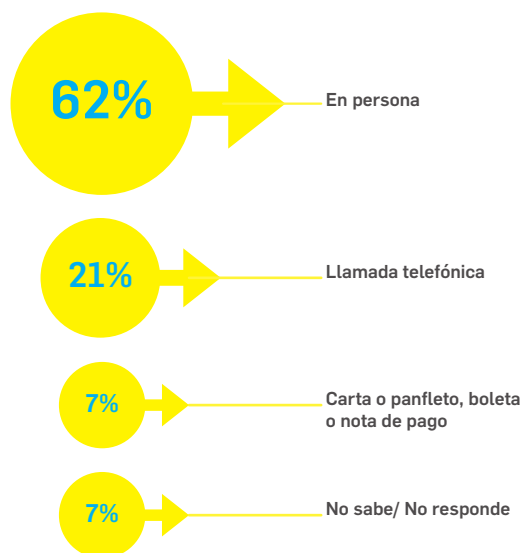 62%
En persona
21%
Llamada telefónica
7%
Carta o panfleto, boleta
o nota de pago
7%
No sabe/ No responde